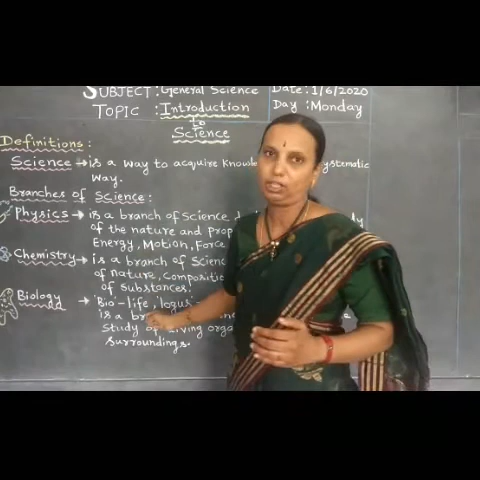 SUBJECT : General Science Date : 1/6/2020
TOPIC : Introduction Day : Monday
to
Science
Definitions :
Science → is a way to acquire systematic
way.
Branches of Science :
Physics → is a branch of Science
of the nature and
Energy, Motion, Force
Chemistry → is a branch of
of nature,
of substances!
Biology → 'Bio' - life, 'logus' -
is a
study of living
surroundings.